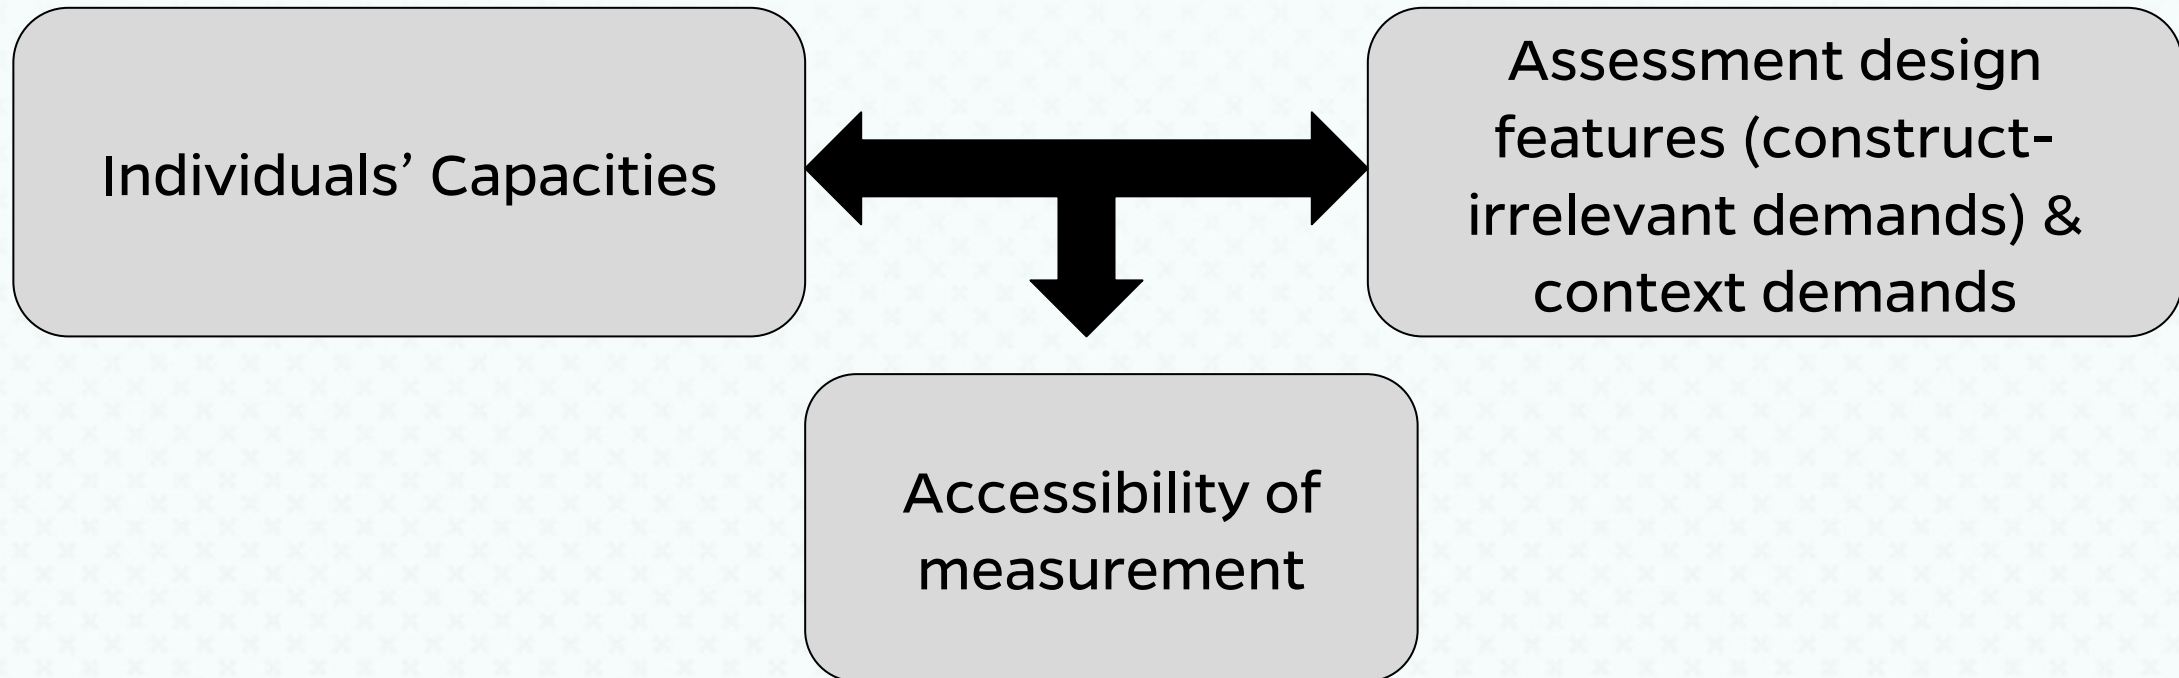 Individuals’ Capacities
Assessment design
features (construct-
irrelevant demands) &
context demands
Accessibility of
measurement